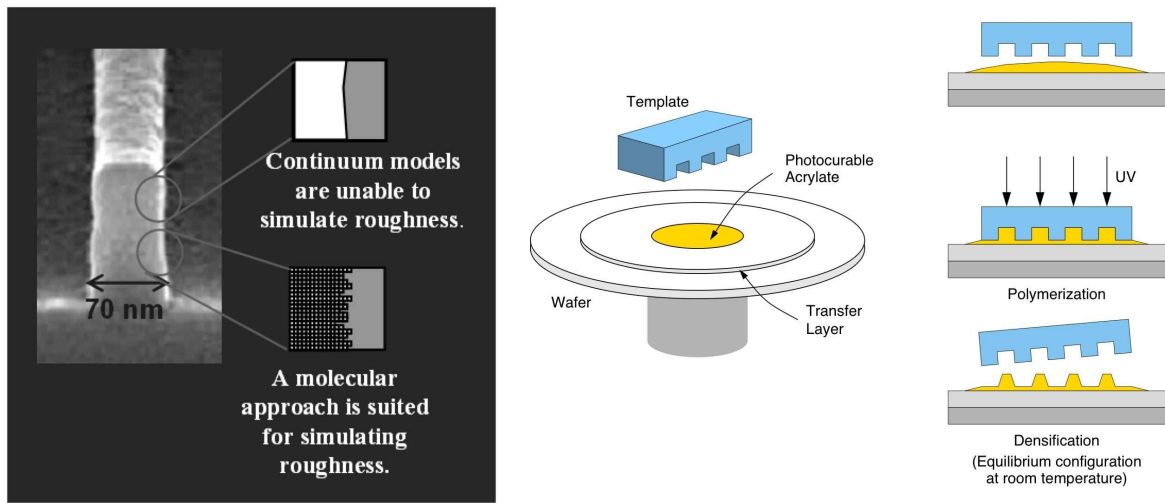 70 nm
Continuum models
are unable to
simulate roughness.
A molecular
approach is suited
for simulating
roughness.
Template
Photocurable
Acrylate
Wafer
Transfer
Layer
UV
Polymerization
Densification
(Equilibrium configuration
at room temperature)